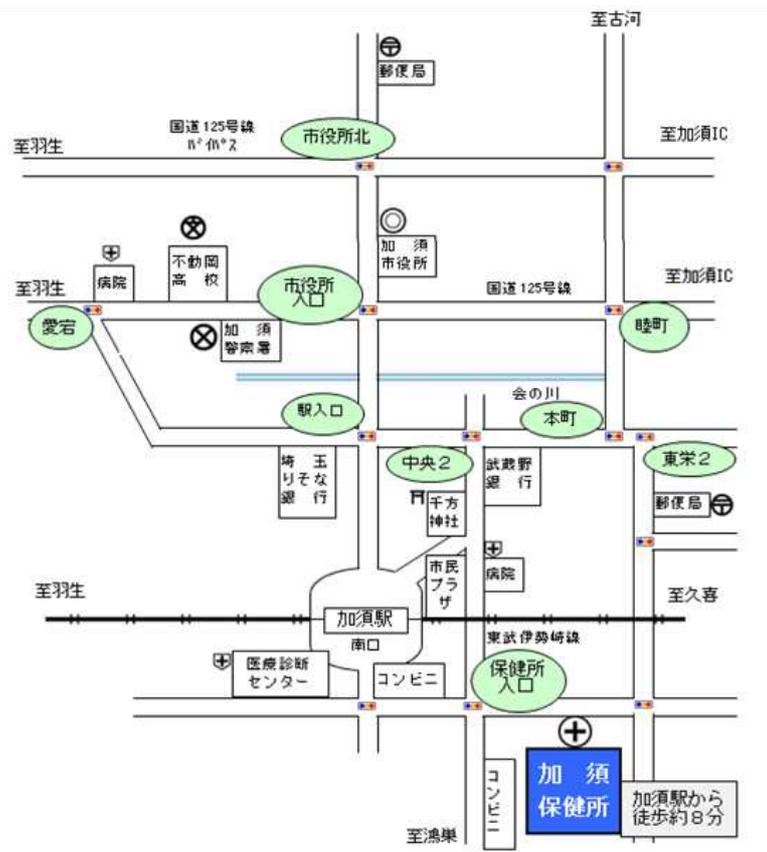 至古河
郵便局
国道125号線
ﾊﾞｲﾊﾟｽ
市役所北
至羽生
至加須IC
加　須
市役所
不動岡
高　校
病院
市役所
入口
至羽生
国道125号線
至加須IC
愛宕
加　須
警察署
睦町
会の川
駅入口
本町
中央2
東栄2
埼　玉
りそな
銀　行
武蔵野
銀　行
千方
神社
郵便局
市民
プラ
ザ
病院
至羽生
至久喜
加須駅
南口
東武伊勢崎線
医療診断
センター
コンビニ
保健所
入口
コンビニ
加　須
保健所
加須駅から
徒歩約8分
至鴻巣